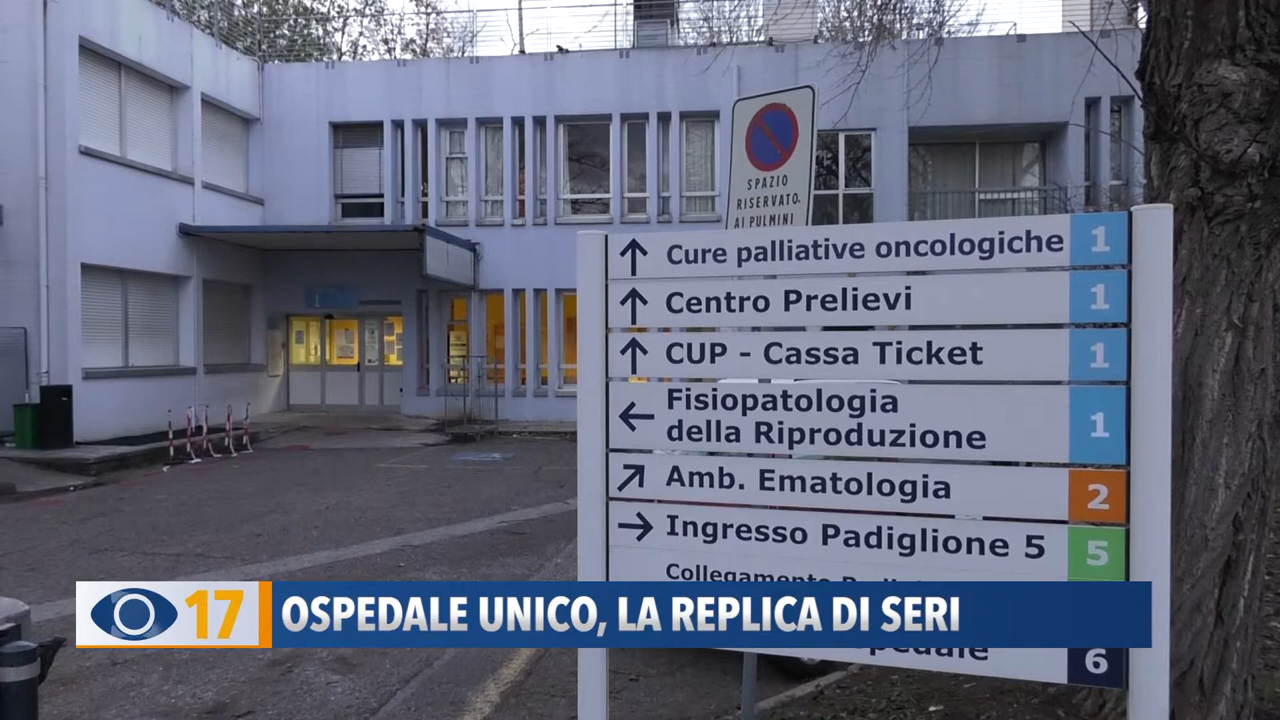 SPAZIO
RISERVATO
AI PULMINI
Cure palliative oncologiche 1
Centro Prelievi 1
CUP - Cassa Ticket 1
Fisiopatologia
della Riproduzione 1
Amb. Ematologia 2
Ingresso Padiglione 5 5
Collegamento
17 OSPEDALE UNICO, LA REPLICA DI SERI
6